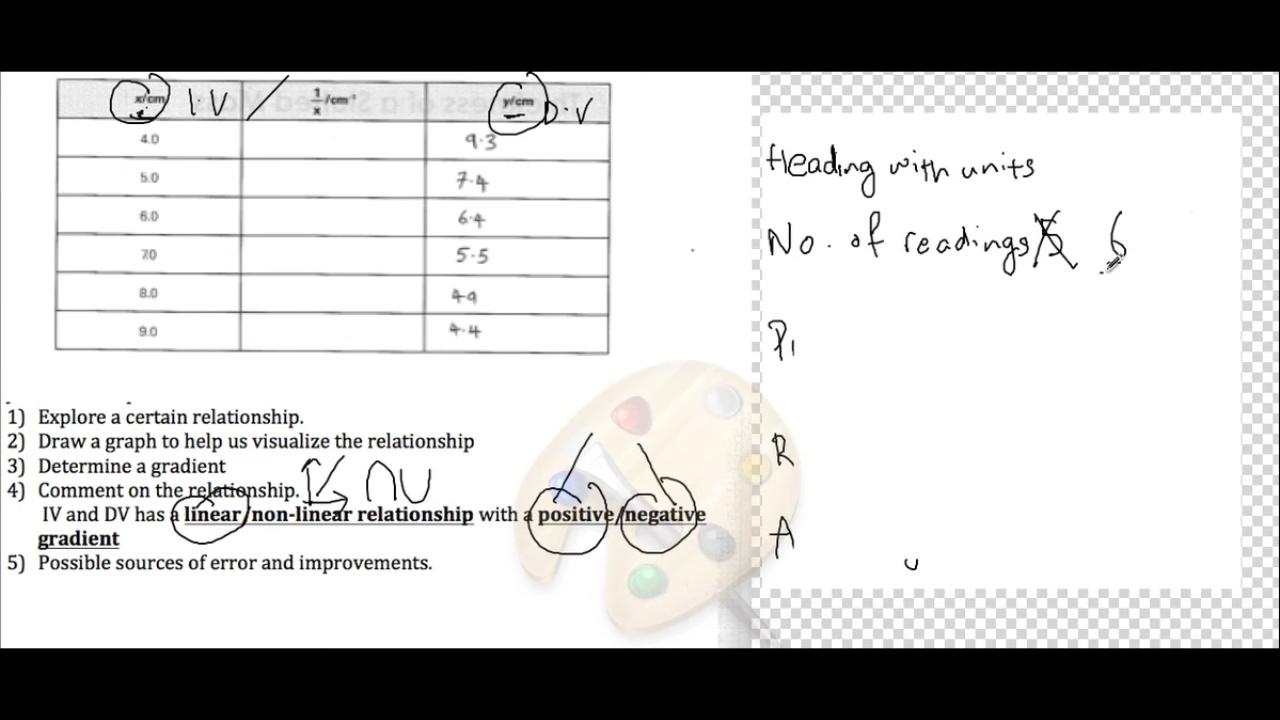 x/cm I.V 1/x /cm⁻¹ y/cm D.V
4.0 9.3
5.0 7.4
6.0 6.4
7.0 5.5
8.0 4.9
9.0 4.4
Heading with units
No. of readings 5 6
P
R
A
1) Explore a certain relationship.
2) Draw a graph to help us visualize the relationship
3) Determine a gradient
4) Comment on the relationship.
IV and DV has a linear/non-linear relationship with a positive/negative
gradient
5) Possible sources of error and improvements.